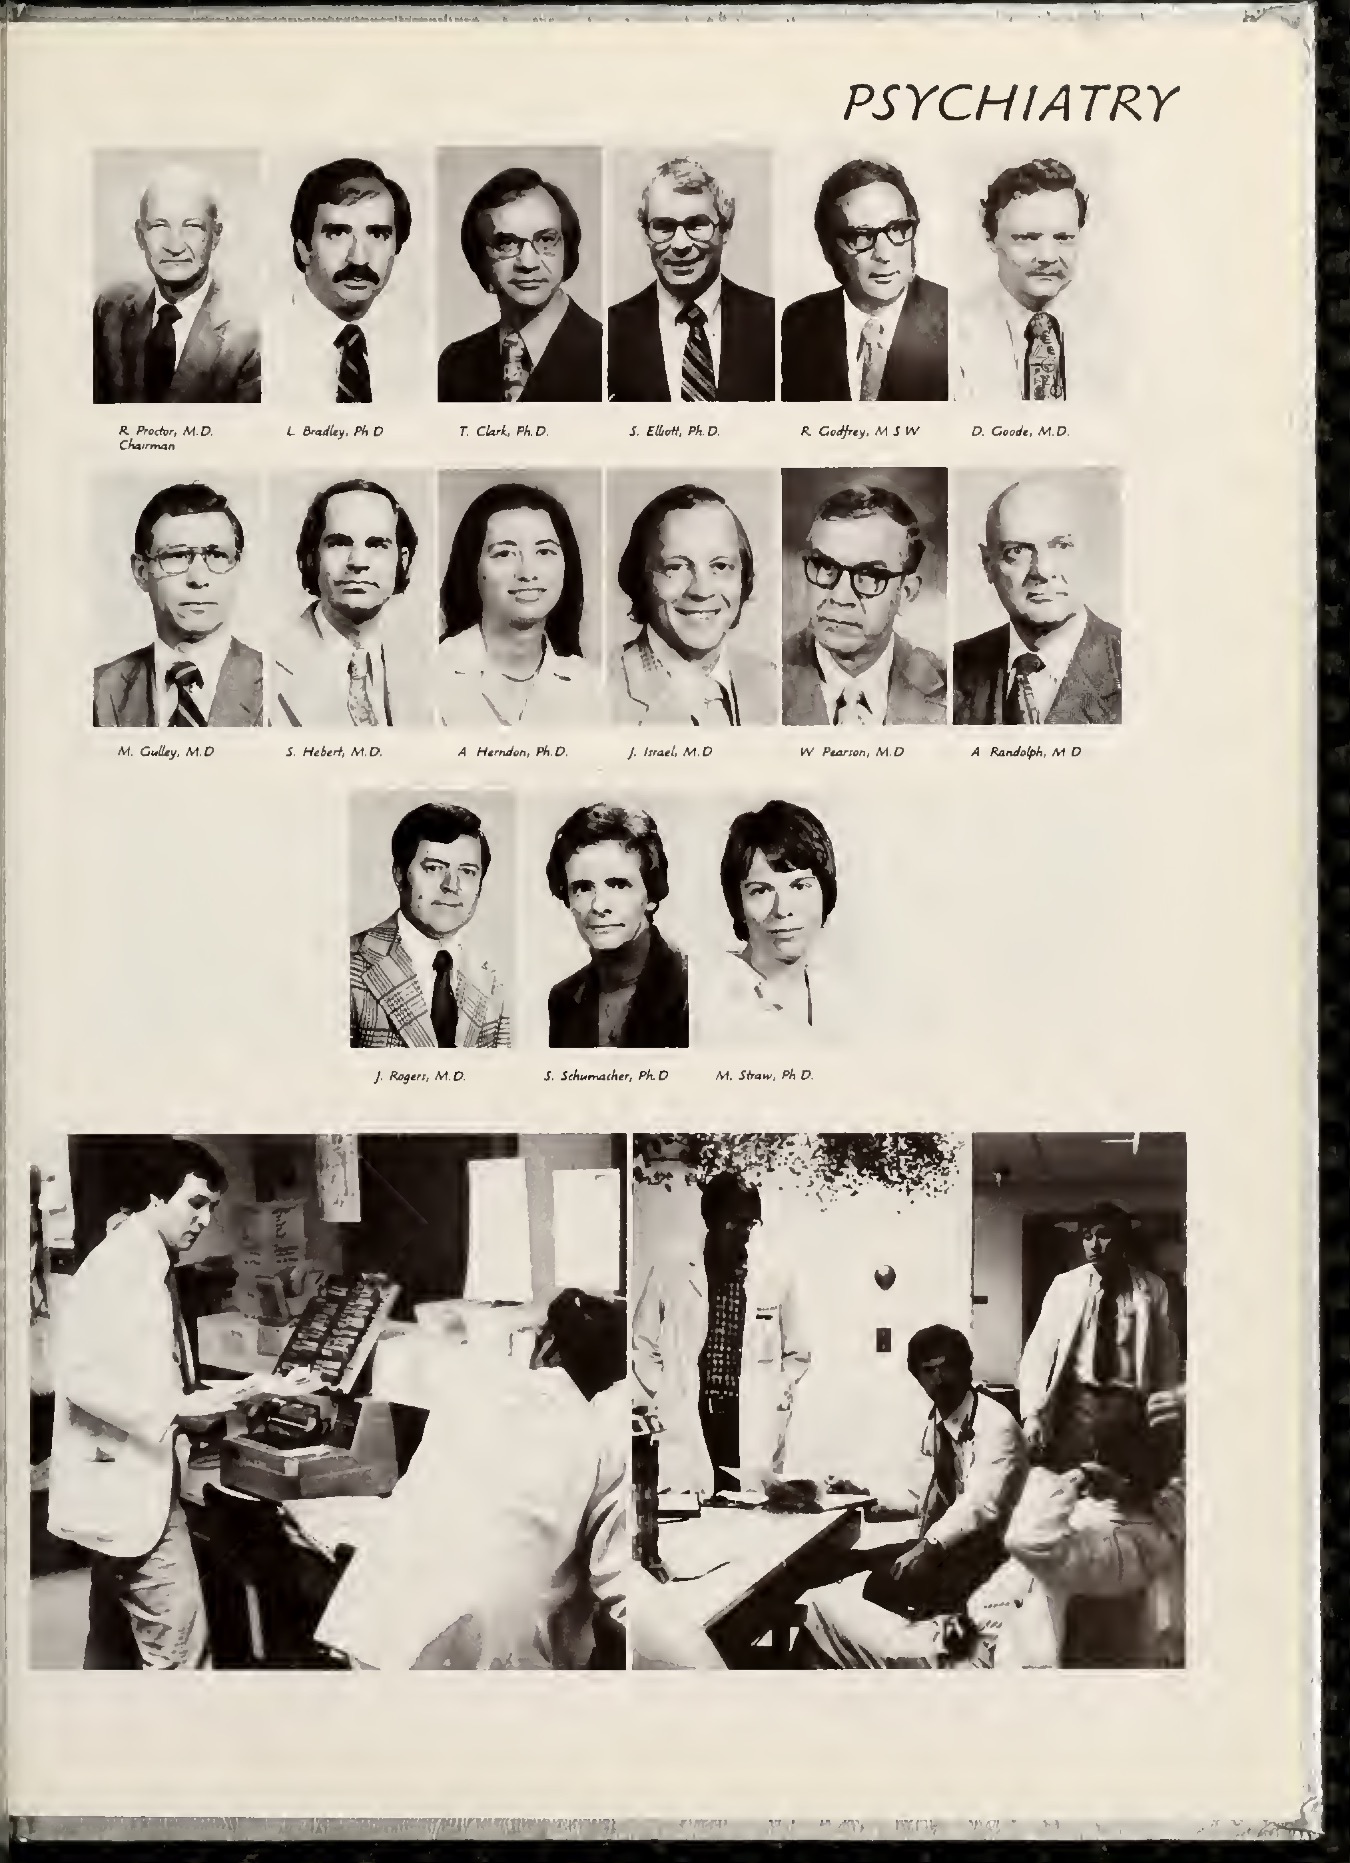 PSYCHIATRY
R. Proctor, M.D.
Chairman
L. Bradley, Ph D
T. Clark, Ph.D.
S. Elliott, Ph.D.
R. Godfrey, M S W
D. Goode, M.D.
M. Gulley, M.D
S. Hebert, M.D.
A Herndon, Ph.D.
J. Israel, M.D
W Pearson, M.D
A Randolph, M D
J. Rogers, M.D.
S. Schumacher, Ph.D
M. Straw, Ph D.